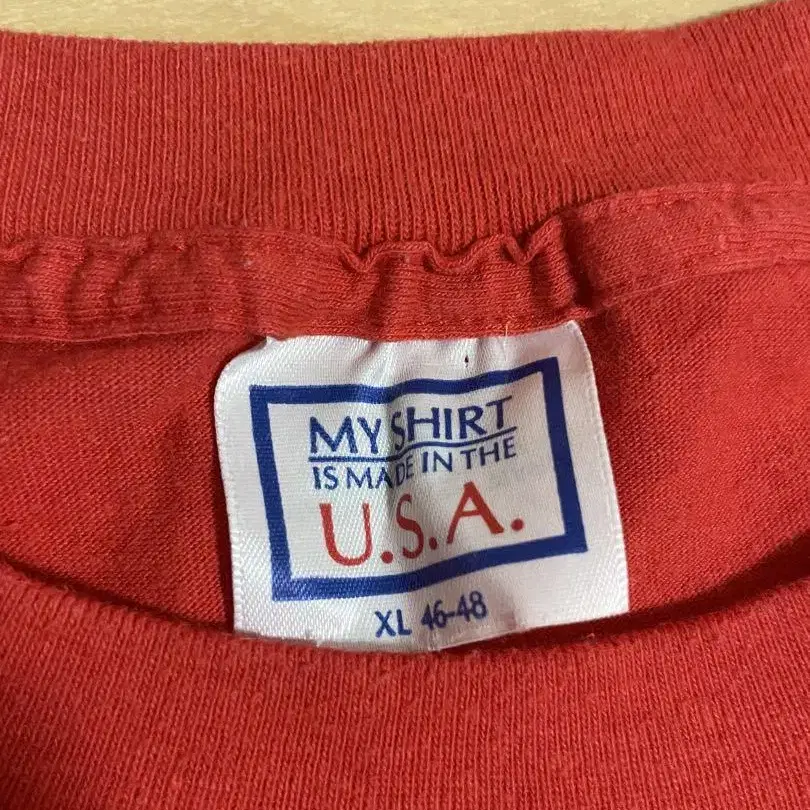 MY SHIRT
IS MADE IN THE
U.S.A.
XL 46-48